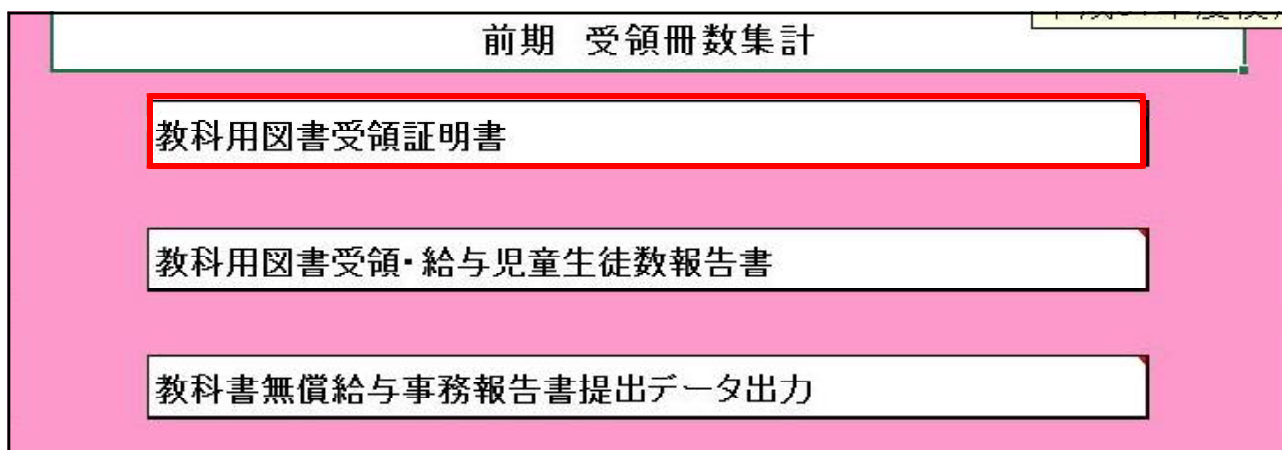 前期 受領冊数集計
教科用図書受領証明書
教科用図書受領・給与児童生徒数報告書
教科書無償給与事務報告書提出データ出力